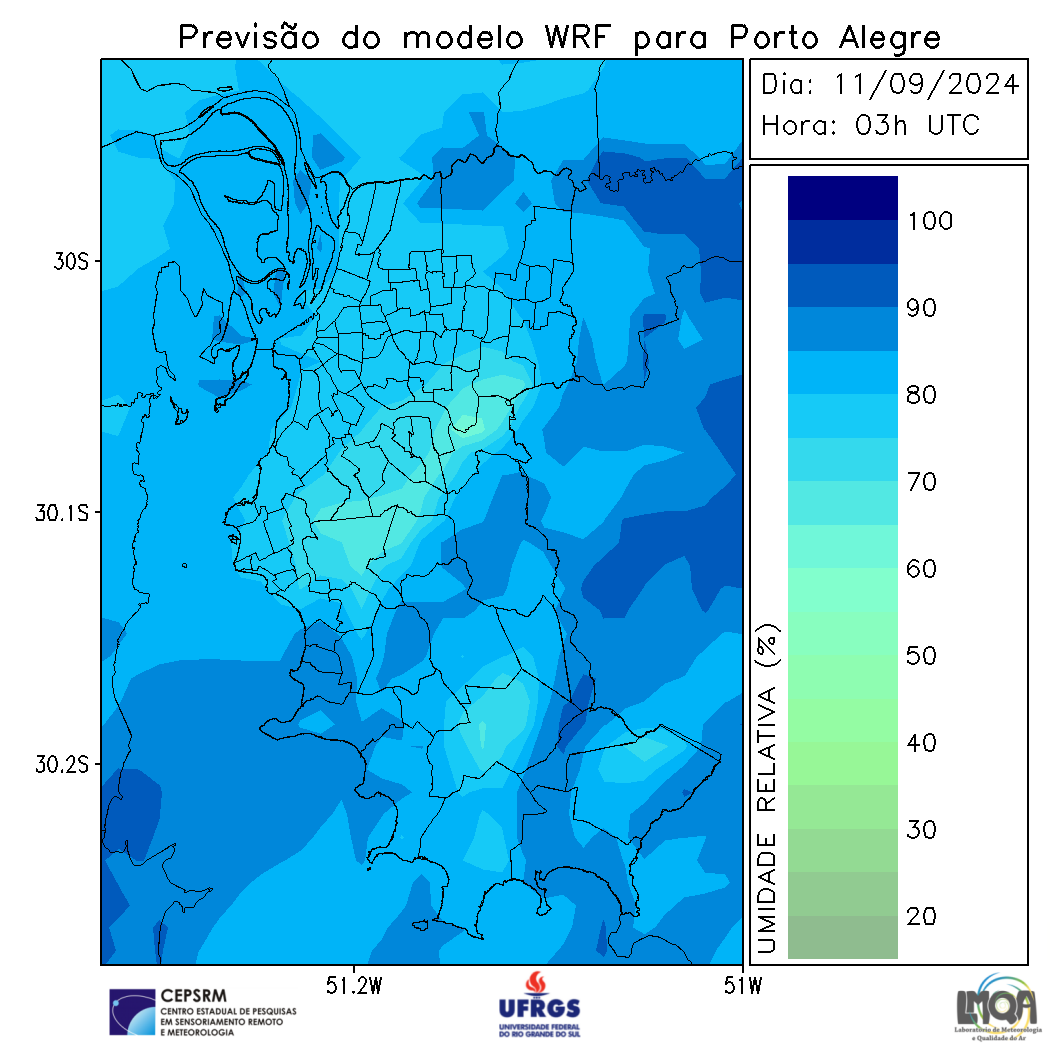 Previsão do modelo WRF para Porto Alegre
Dia: 11/09/2024
Hora: 03h UTC
30S
30.1S
30.2S
51.2W
51W
UMIDADE RELATIVA (%)
100
90
80
70
60
50
40
30
20
CEPSRM
CENTRO ESTADUAL DE PESQUISAS
EM SENSORIAMENTO REMOTO
E METEOROLOGIA
UFRGS
UNIVERSIDADE FEDERAL
DO RIO GRANDE DO SUL
LMQA
Laboratório de Meteorologia
e Qualidade do Ar